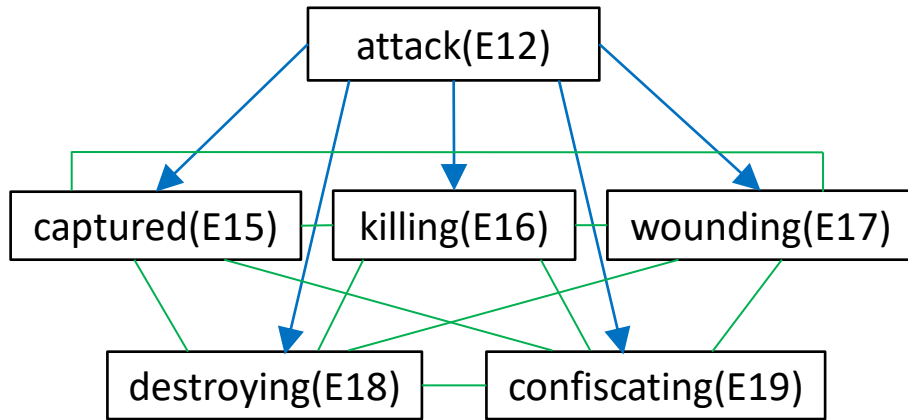 attack(E12)
captured(E15)
killing(E16)
wounding(E17)
destroying(E18)
confiscating(E19)